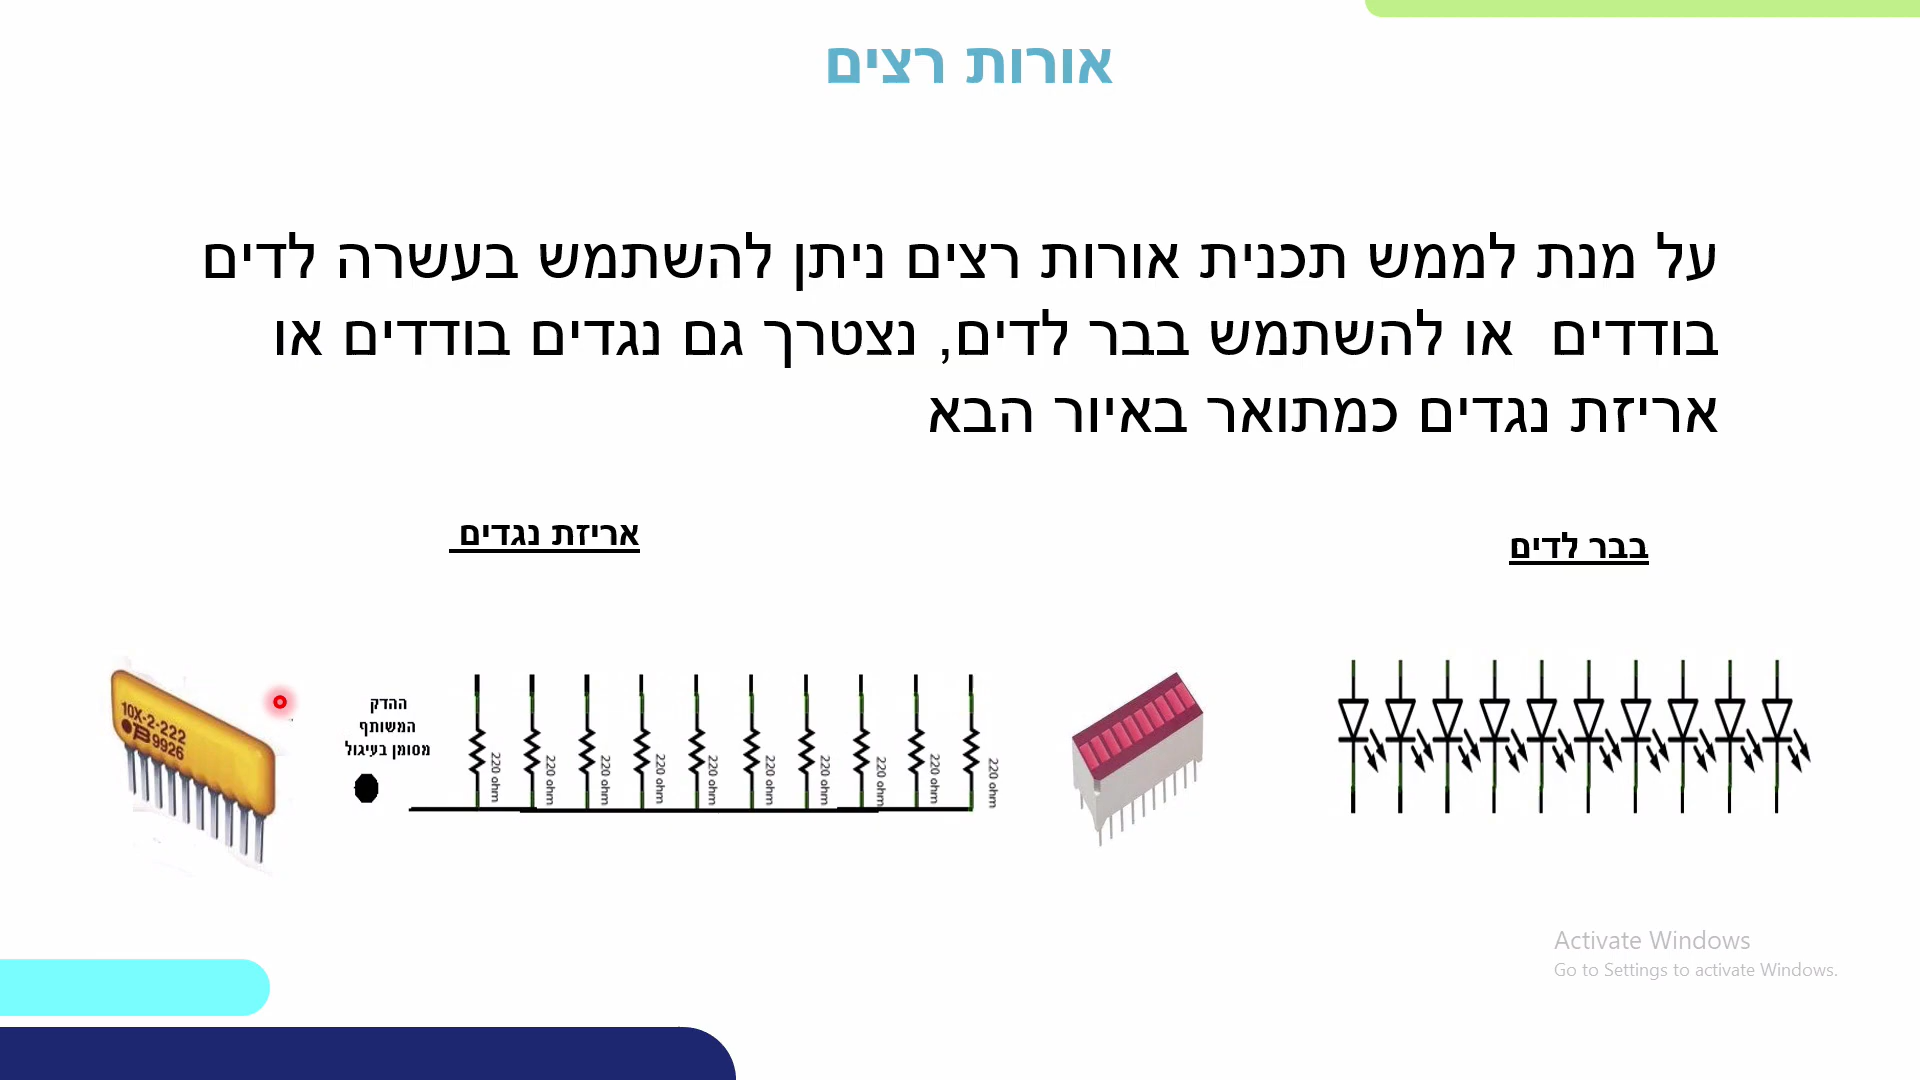 אורות רצים
על מנת לממש תכנית אורות רצים ניתן להשתמש בעשרה לדים
בודדים  או להשתמש בבר לדים, נצטרך גם נגדים בודדים או
אריזת נגדים כמתואר באיור הבא
בבר לדים
אריזת נגדים
ההדק
המשותף
מסומן בעיגול
220 ohm
220 ohm
220 ohm
220 ohm
220 ohm
220 ohm
220 ohm
220 ohm
220 ohm
220 ohm
10X-2-222
9926
Activate Windows
Go to Settings to activate Windows.